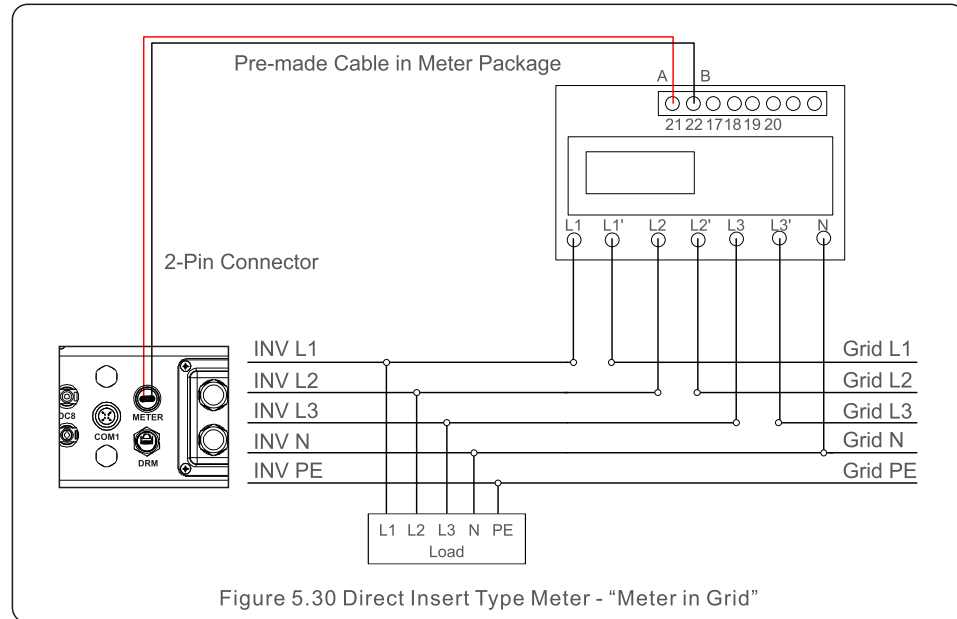 Pre-made Cable in Meter Package
A B
21 22 17 18 19 20
L1 L1' L2 L2' L3 L3' N
2-Pin Connector
INV L1 Grid L1
INV L2 Grid L2
INV L3 Grid L3
INV N Grid N
INV PE Grid PE
DC8
COM1
METER
DRM
L1 L2 L3 N PE
Load
Figure 5.30 Direct Insert Type Meter - “Meter in Grid”